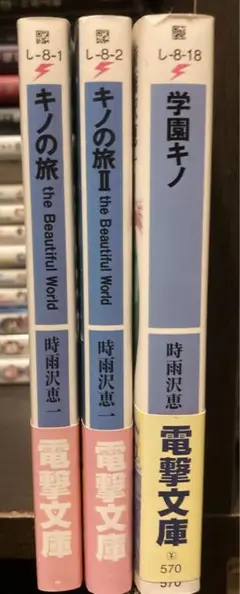 し-8-1
キノの旅 the Beautiful World
時雨沢恵一
電撃文庫
し-8-2
キノの旅II the Beautiful World
時雨沢恵一
電撃文庫
し-8-18
学園キノ
時雨沢恵
電撃文庫
¥
570
570